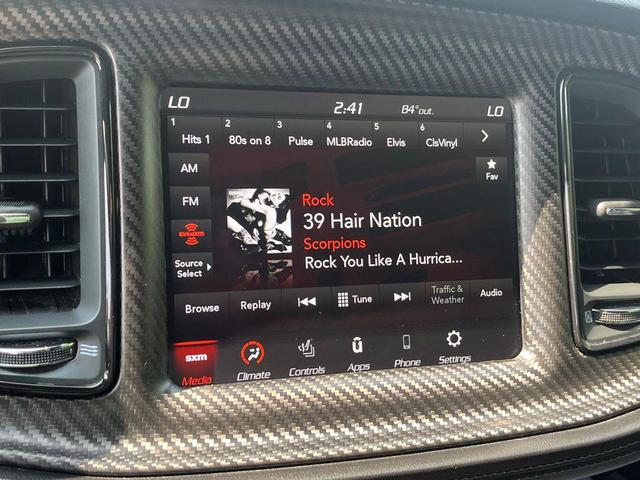 LO 2:41 84° out. LO
1 2 3 4 5 6
Hits 1 80s on 8 Pulse MLBRadio Elvis ClsVinyl
AM
Fav
FM
Rock
39 Hair Nation
siriusxm
Scorpions
Source
Select
Rock You Like A Hurrica...
Browse Replay Tune Traffic &
Weather Audio
sxm
Media Climate Controls Apps Phone Settings